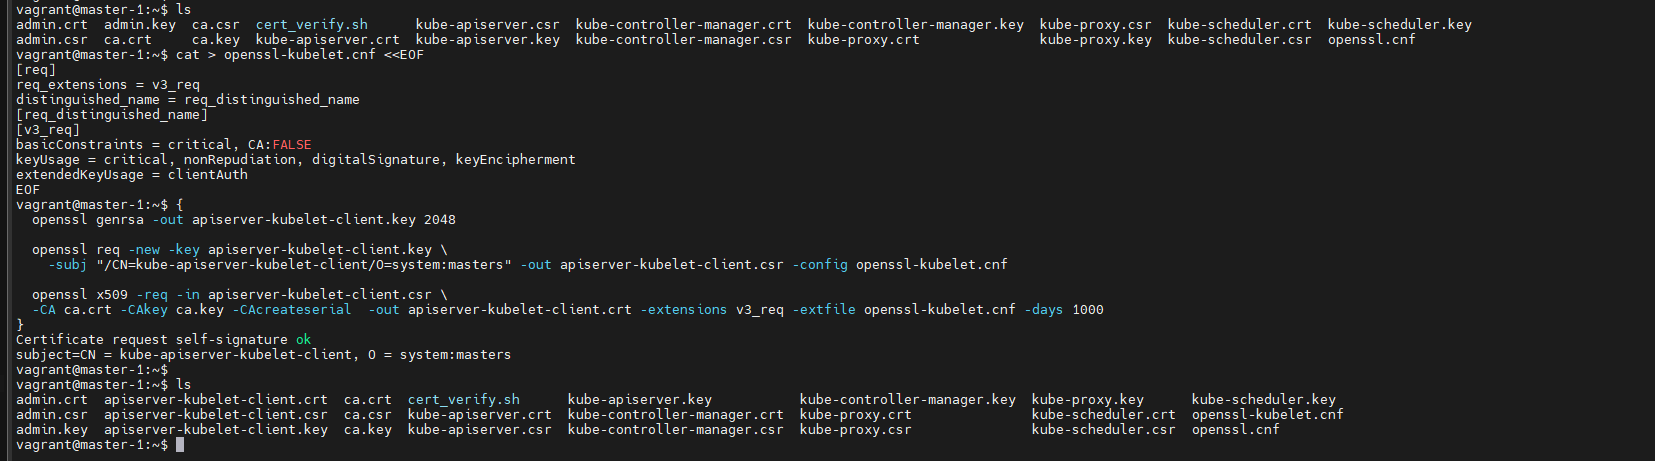 vagrant@master-1:~$ ls
admin.crt  admin.key  ca.csr  cert_verify.sh      kube-apiserver.csr  kube-controller-manager.crt  kube-controller-manager.key  kube-proxy.csr  kube-scheduler.crt  kube-scheduler.key
admin.csr  ca.crt     ca.key  kube-apiserver.crt  kube-apiserver.key  kube-controller-manager.csr  kube-proxy.crt               kube-proxy.key  kube-scheduler.csr  openssl.cnf
vagrant@master-1:~$ cat > openssl-kubelet.cnf <<EOF
[req]
req_extensions = v3_req
distinguished_name = req_distinguished_name
[req_distinguished_name]
[v3_req]
basicConstraints = critical, CA:FALSE
keyUsage = critical, nonRepudiation, digitalSignature, keyEncipherment
extendedKeyUsage = clientAuth
EOF
vagrant@master-1:~$ {
  openssl genrsa -out apiserver-kubelet-client.key 2048

  openssl req -new -key apiserver-kubelet-client.key \
    -subj "/CN=kube-apiserver-kubelet-client/O=system:masters" -out apiserver-kubelet-client.csr -config openssl-kubelet.cnf

  openssl x509 -req -in apiserver-kubelet-client.csr \
  -CA ca.crt -CAkey ca.key -CAcreateserial  -out apiserver-kubelet-client.crt -extensions v3_req -extfile openssl-kubelet.cnf -days 1000
}
Certificate request self-signature ok
subject=CN = kube-apiserver-kubelet-client, O = system:masters
vagrant@master-1:~$
vagrant@master-1:~$ ls
admin.crt  apiserver-kubelet-client.crt  ca.crt  cert_verify.sh      kube-apiserver.key           kube-controller-manager.key  kube-proxy.key      kube-scheduler.key
admin.csr  apiserver-kubelet-client.csr  ca.csr  kube-apiserver.crt  kube-controller-manager.crt  kube-proxy.crt               kube-scheduler.crt  openssl-kubelet.cnf
admin.key  apiserver-kubelet-client.key  ca.key  kube-apiserver.csr  kube-controller-manager.csr  kube-proxy.csr               kube-scheduler.csr  openssl.cnf
vagrant@master-1:~$